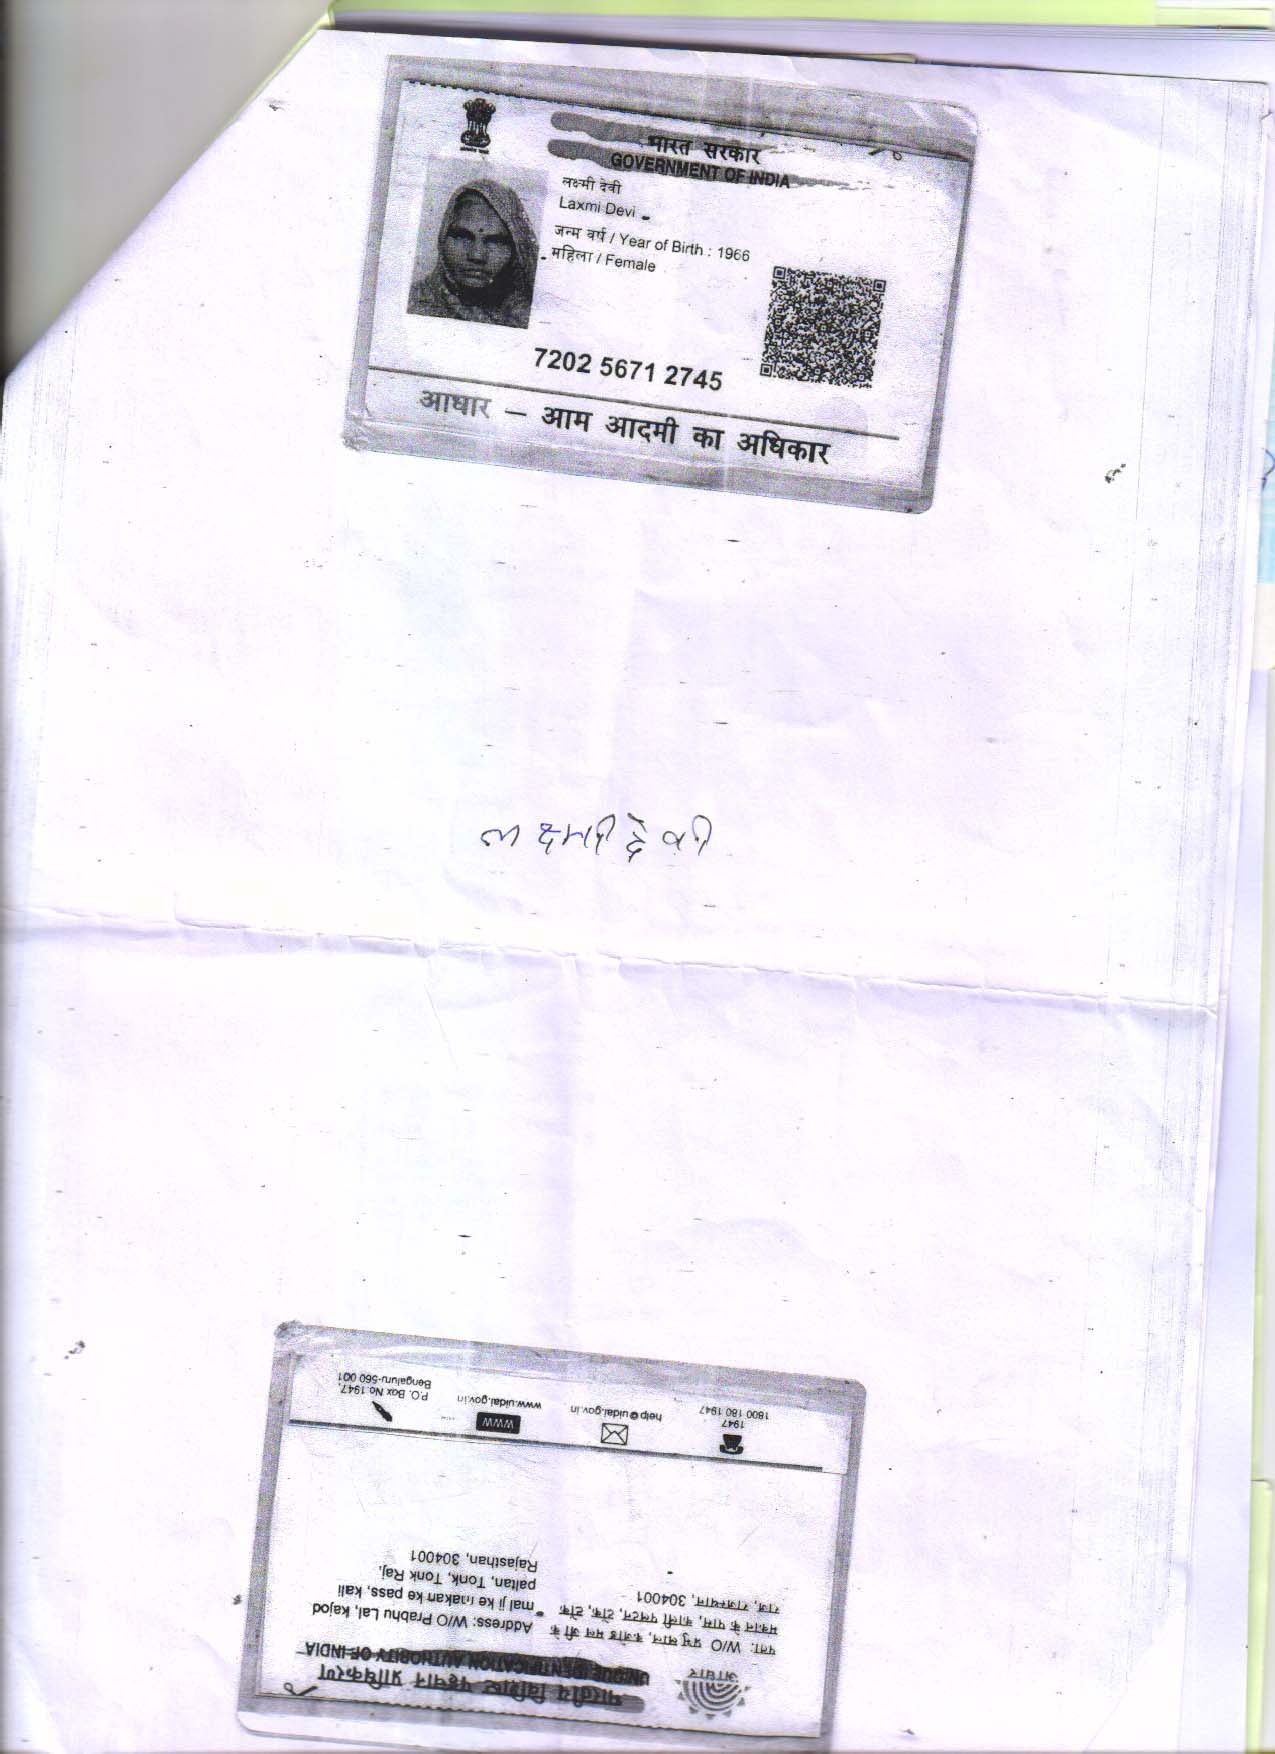 भारत सरकार
GOVERNMENT OF INDIA
लक्ष्मी देवी
Laxmi Devi
जन्म वर्ष / Year of Birth : 1966
महिला / Female
7202 5671 2745
आधार – आम आदमी का अधिकार
लक्ष्मी देवी
भारतीय विशिष्ट पहचान प्राधिकरण
UNIQUE IDENTIFICATION AUTHORITY OF INDIA
आधार
पता: W/O प्रभु लाल, कजोड मल जी के
मकान के पास, काली पलटन, टोंक, टोंक
राज, राजस्थान, 304001
Address: W/O Prabhu Lal, kajod
mal ji ke makan ke pass, kali
paltan, Tonk, Tonk Raj,
Rajasthan, 304001
1947
1800 180 1947
help@uidai.gov.in
WWW
www.uidai.gov.in
P.O. Box No.1947,
Bengaluru-560 001